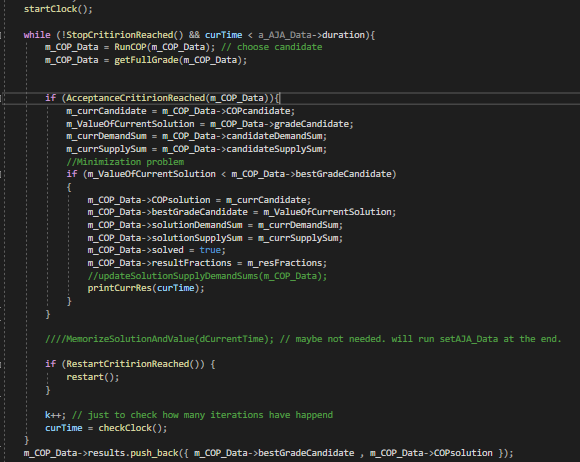 startClock();
while (!StopCritirionReached() && curTime < a_AJA_Data->duration){
m_COP_Data = RunCOP(m_COP_Data); // choose candidate
m_COP_Data = getFullGrade(m_COP_Data);
if (AcceptanceCritirionReached(m_COP_Data)){
m_currCandidate = m_COP_Data->COPcandidate;
m_ValueOfCurrentSolution = m_COP_Data->gradeCandidate;
m_currDemandSum = m_COP_Data->candidateDemandSum;
m_currSupplySum = m_COP_Data->candidateSupplySum;
//Minimization problem
if (m_ValueOfCurrentSolution < m_COP_Data->bestGradeCandidate)
{
m_COP_Data->COPsolution = m_currCandidate;
m_COP_Data->bestGradeCandidate = m_ValueOfCurrentSolution;
m_COP_Data->solutionDemandSum = m_currDemandSum;
m_COP_Data->solutionSupplySum = m_currSupplySum;
m_COP_Data->solved = true;
m_COP_Data->resultFractions = m_resFractions;
//updateSolutionSupplyDemandSums(m_COP_Data);
printCurrRes(curTime);
}
}
////MemorizeSolutionAndValue(dCurrentTime); // maybe not needed. will run setAJA_Data at the end.
if (RestartCritirionReached()) {
restart();
}
k++; // just to check how many iterations have happend
curTime = checkClock();
}
m_COP_Data->results.push_back({ m_COP_Data->bestGradeCandidate , m_COP_Data->COPsolution });